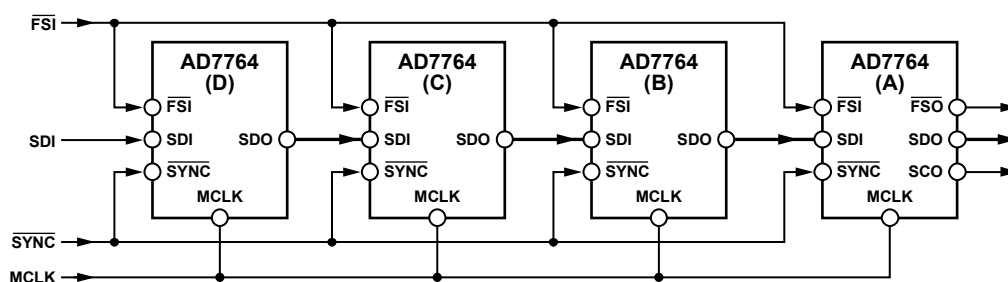 FSI
AD7764
(D)
FSI
SDI
SDO
SYNC
MCLK
AD7764
(C)
FSI
SDI
SDO
SYNC
MCLK
AD7764
(B)
FSI
SDI
SDO
SYNC
MCLK
AD7764
(A)
FSI
FSO
SDI
SDO
SYNC
SCO
MCLK
SDI
SYNC
MCLK